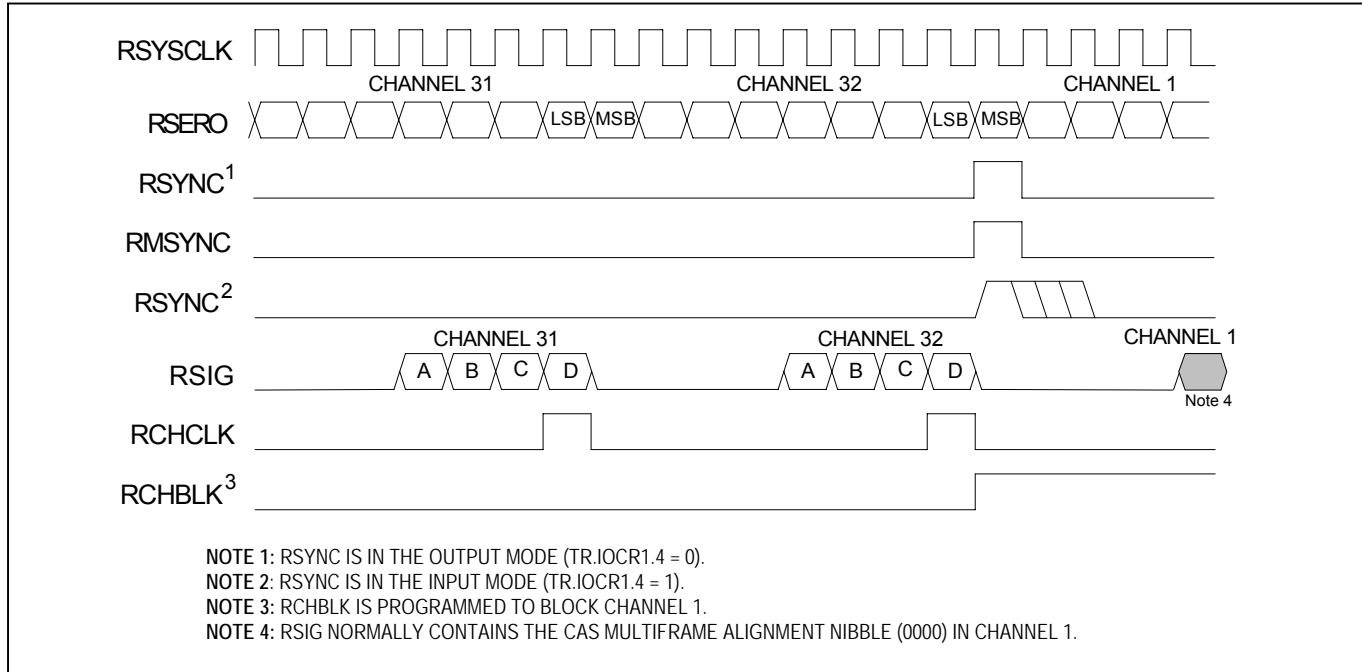 RSYSCLK
CHANNEL 31 CHANNEL 32 CHANNEL 1
RSERO LSB MSB LSB MSB
RSYNC1
RMSYNC
RSYNC2
CHANNEL 31 CHANNEL 32 CHANNEL 1
RSIG A B C D A B C D
Note 4
RCHCLK
RCHBLK3
NOTE 1: RSYNC IS IN THE OUTPUT MODE (TR.IOCR1.4 = 0).
NOTE 2: RSYNC IS IN THE INPUT MODE (TR.IOCR1.4 = 1).
NOTE 3: RCHBLK IS PROGRAMMED TO BLOCK CHANNEL 1.
NOTE 4: RSIG NORMALLY CONTAINS THE CAS MULTIFRAME ALIGNMENT NIBBLE (0000) IN CHANNEL 1.